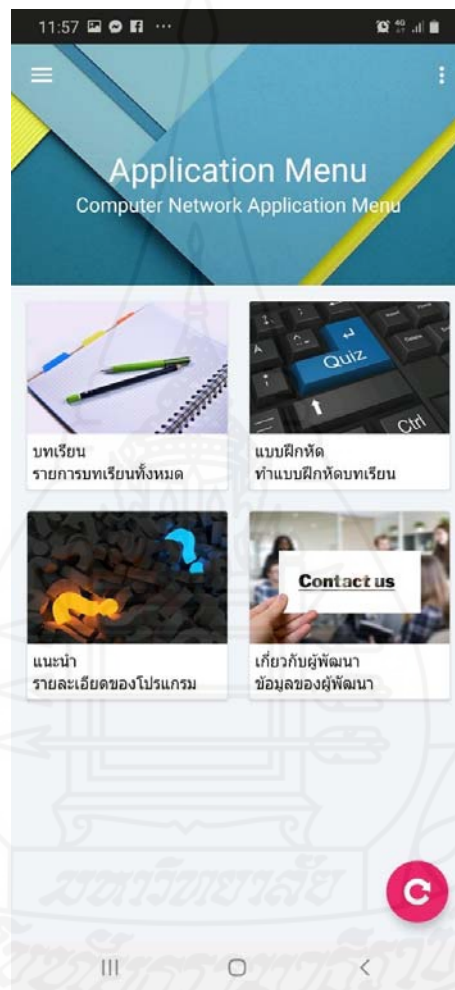 11:57
4G
Application Menu
Computer Network Application Menu
Quiz
Ctrl
บทเรียน
รายการบทเรียนทั้งหมด
แบบฝึกหัด
ทำแบบฝึกหัดบทเรียน
Contact us
แนะนำ
รายละเอียดของโปรแกรม
เกี่ยวกับผู้พัฒนา
ข้อมูลของผู้พัฒนา